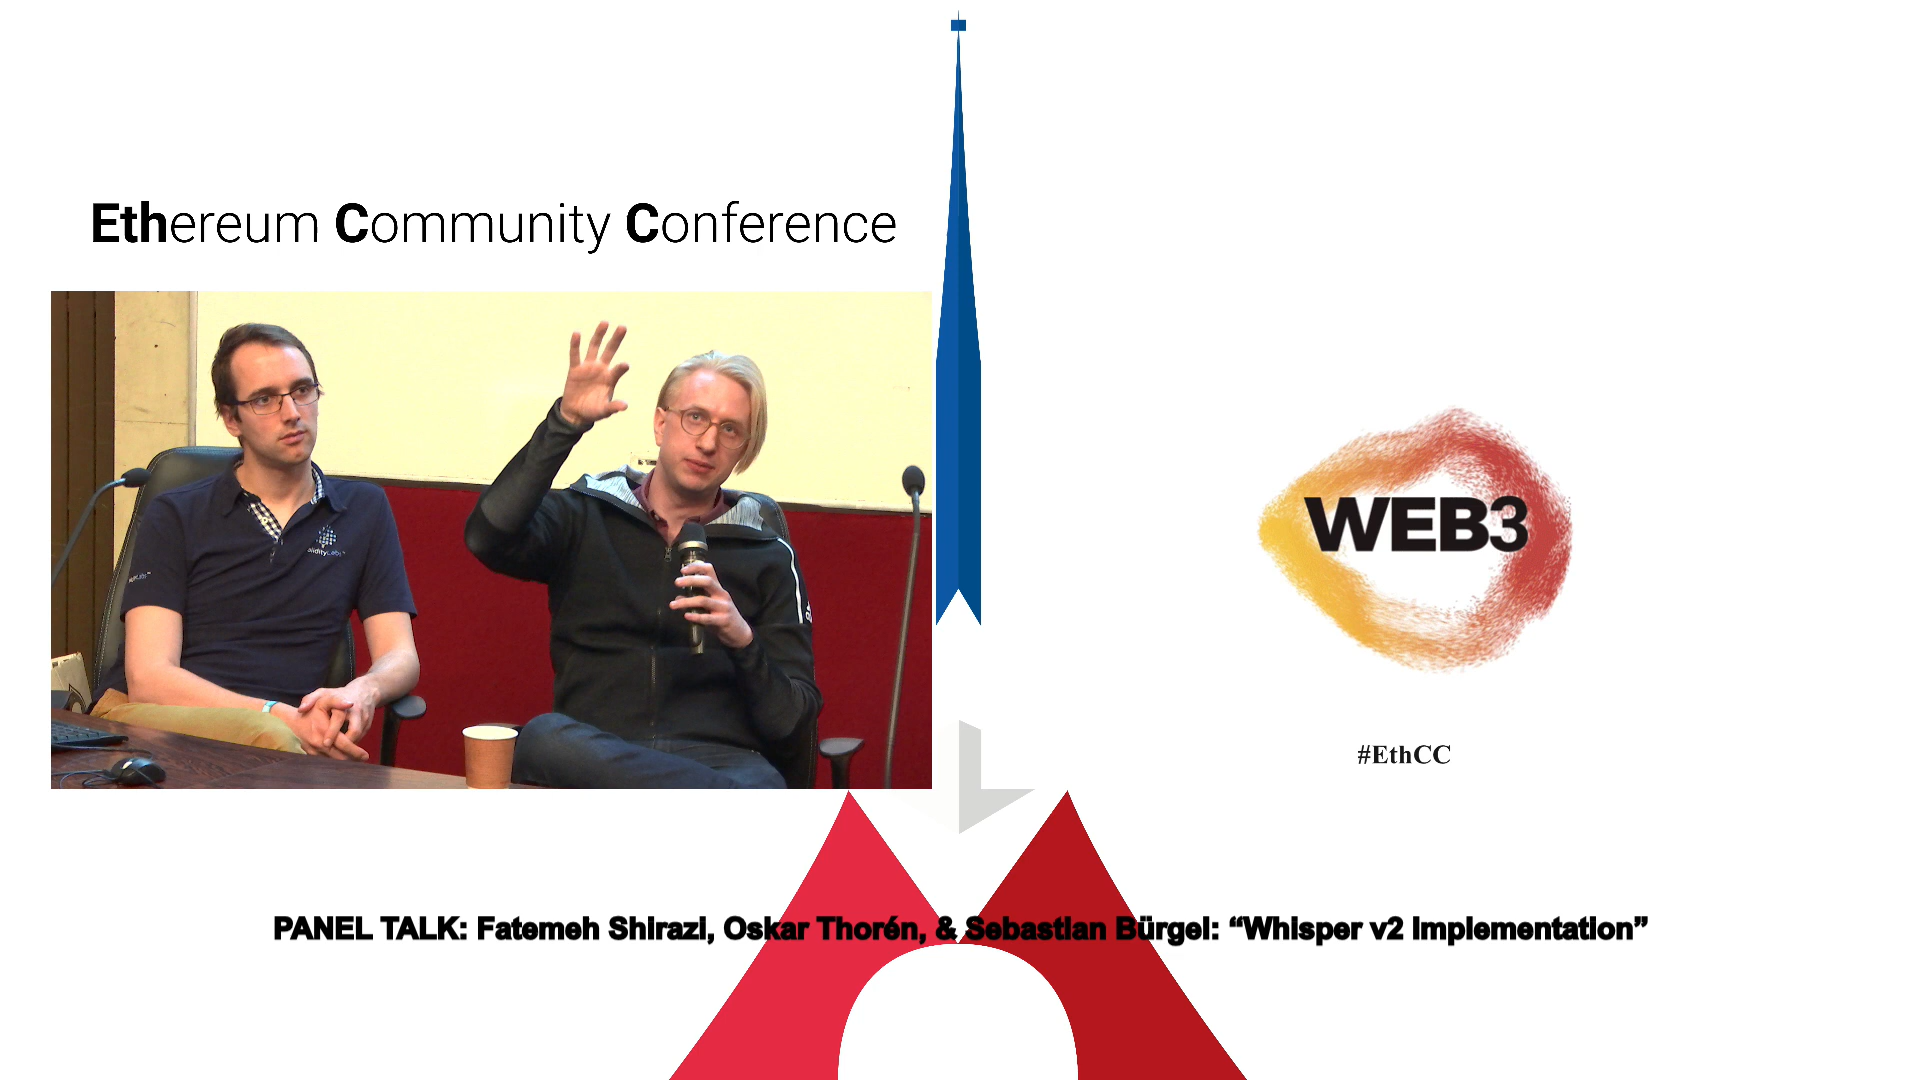 Ethereum Community Conference
WEB3
#EthCC
PANEL TALK: Fatemeh Shirazi, Oskar Thorén, & Sebastian Bürgel: “Whisper v2 Implementation”